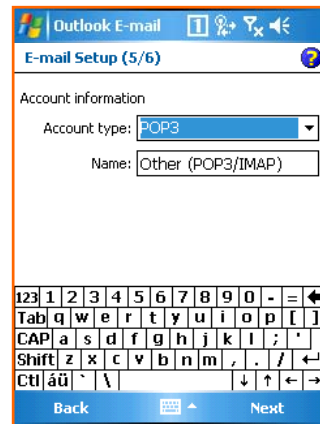 Outlook E-mail 1
E-mail Setup (5/6) ?
Account information
Account type: POP3
Name: Other (POP3/IMAP)
123 1 2 3 4 5 6 7 8 9 0 - =
Tab q w e r t y u i o p [ ]
CAP a s d f g h j k l ; '
Shift z x c v b n m , . /
Ctl áü ` \
Back Next